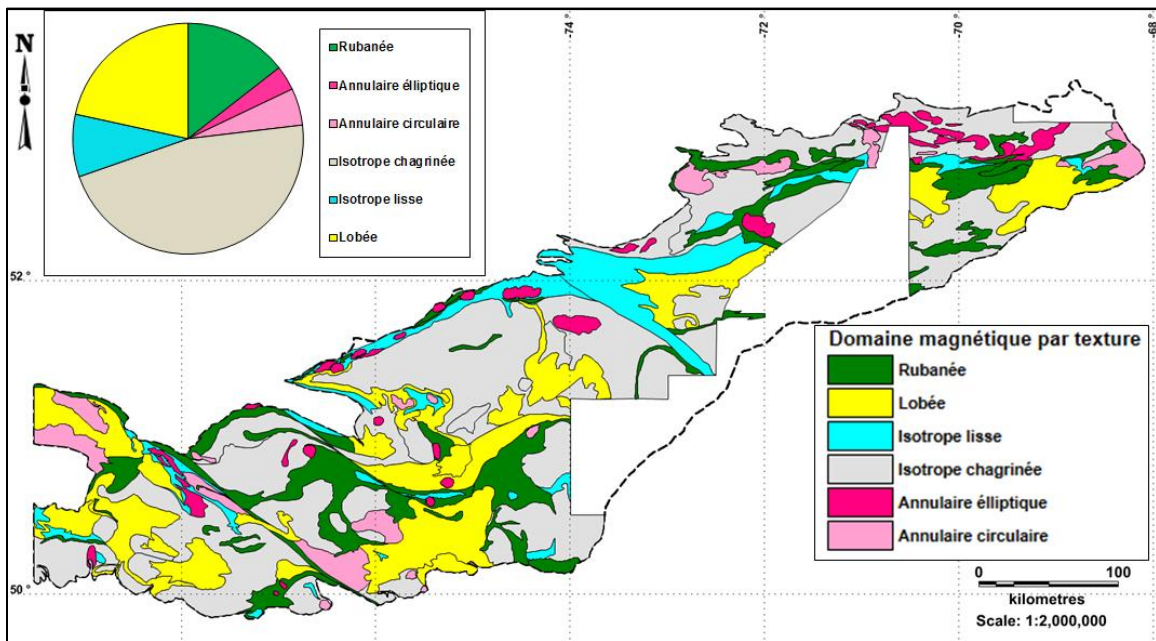 N
Rubanée
Annulaire élliptique
Annulaire circulaire
Isotrope chagrinée
Isotrope lisse
Lobée
-74
-72
-70
-68
52 °
50 °
Domaine magnétique par texture
Rubanée
Lobée
Isotrope lisse
Isotrope chagrinée
Annulaire élliptique
Annulaire circulaire
0 100
kilometres
Scale: 1:2,000,000